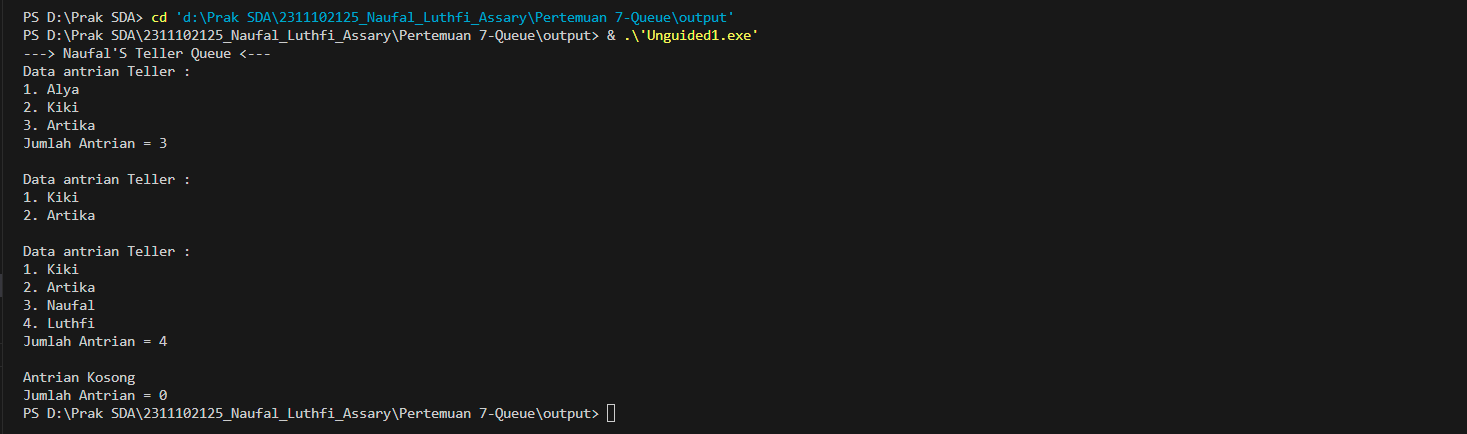 PS D:\Prak SDA> cd 'd:\Prak SDA\2311102125_Naufal_Luthfi_Assary\Pertemuan 7-Queue\output'
PS D:\Prak SDA\2311102125_Naufal_Luthfi_Assary\Pertemuan 7-Queue\output> & .\'Unguided1.exe'
---> Naufal'S Teller Queue <---
Data antrian Teller :
1. Alya
2. Kiki
3. Artika
Jumlah Antrian = 3
Data antrian Teller :
1. Kiki
2. Artika
Data antrian Teller :
1. Kiki
2. Artika
3. Naufal
4. Luthfi
Jumlah Antrian = 4
Antrian Kosong
Jumlah Antrian = 0
PS D:\Prak SDA\2311102125_Naufal_Luthfi_Assary\Pertemuan 7-Queue\output>